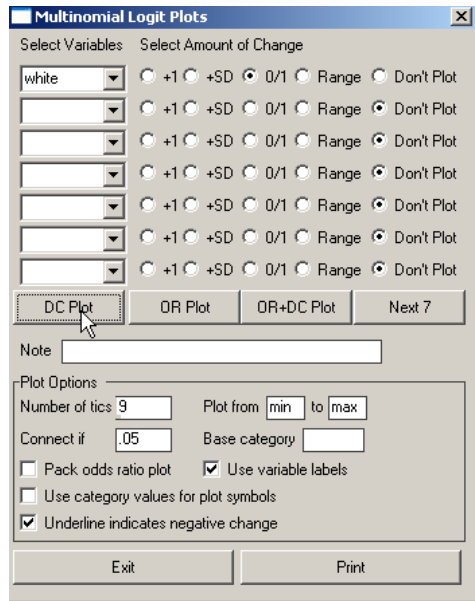 Multinomial Logit Plots
Select Variables Select Amount of Change
white +1 +SD 0/1 Range Don't Plot
+1 +SD 0/1 Range Don't Plot
+1 +SD 0/1 Range Don't Plot
+1 +SD 0/1 Range Don't Plot
+1 +SD 0/1 Range Don't Plot
+1 +SD 0/1 Range Don't Plot
+1 +SD 0/1 Range Don't Plot
DC Plot OR Plot OR+DC Plot Next 7
Note
Plot Options
Number of tics 9 Plot from min to max
Connect if .05 Base category
Pack odds ratio plot Use variable labels
Use category values for plot symbols
Underline indicates negative change
Exit Print